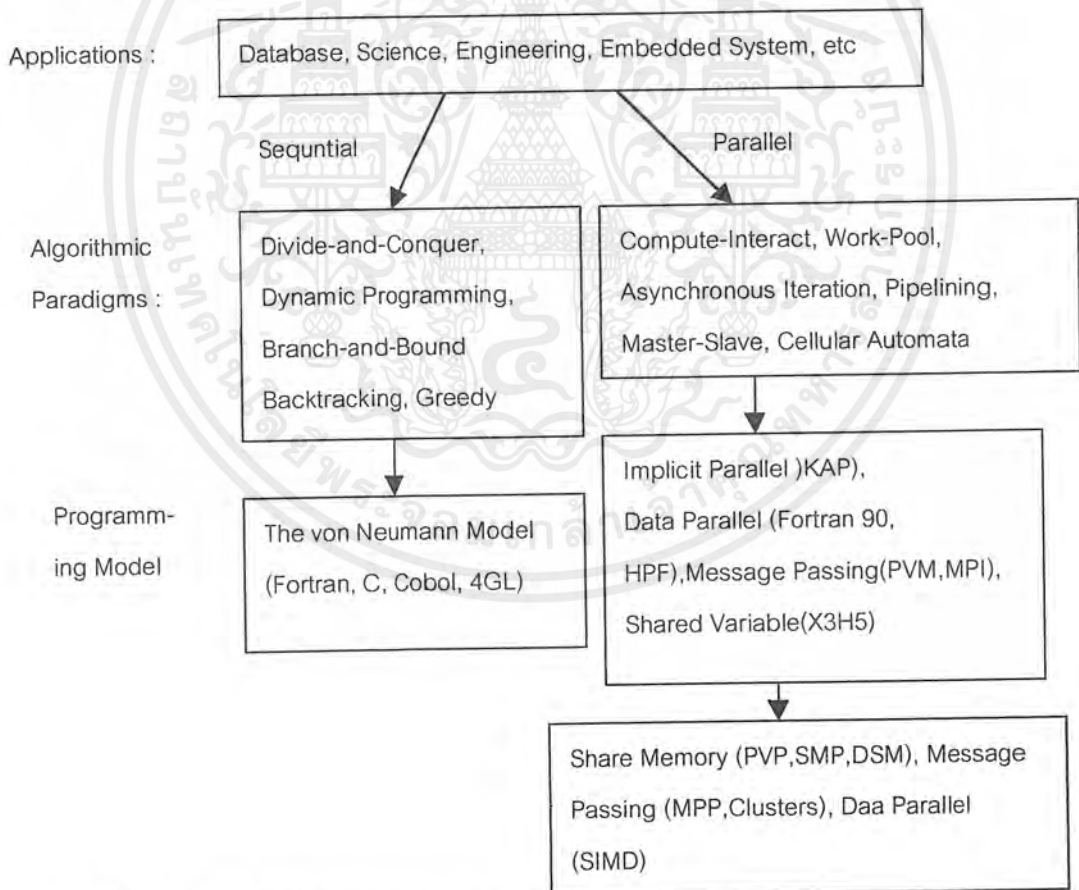 Applications :
Database, Science, Engineering, Embedded System, etc
Sequntial
Parallel
Algorithmic
Paradigms :
Divide-and-Conquer,
Dynamic Programming,
Branch-and-Bound
Backtracking, Greedy
Compute-Interact, Work-Pool,
Asynchronous Iteration, Pipelining,
Master-Slave, Cellular Automata
Programm-
ing Model
The von Neumann Model
(Fortran, C, Cobol, 4GL)
Implicit Parallel )KAP),
Data Parallel (Fortran 90,
HPF),Message Passing(PVM,MPI),
Shared Variable(X3H5)
Share Memory (PVP,SMP,DSM), Message
Passing (MPP,Clusters), Daa Parallel
(SIMD)